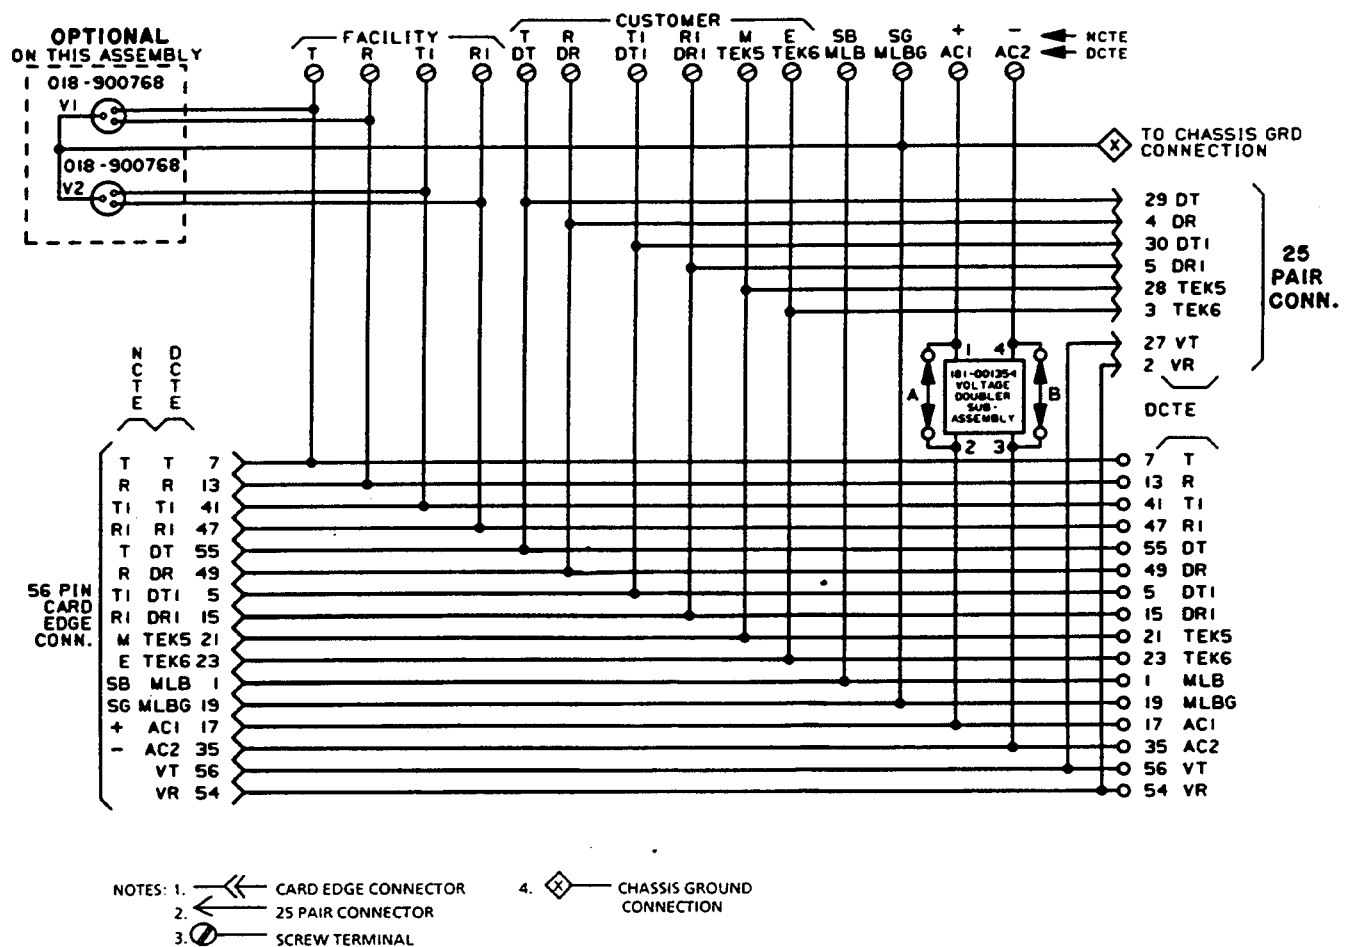 OPTIONAL
ON THIS ASSEMBLY
018-900768
V1
018-900768
V2
FACILITY
T R T1 R1
CUSTOMER
T R T1 R1 M E SB SG + - NCTE
DT DR DT1 DR1 TEK5 TEK6 MLB MLBG AC1 AC2 DCTE
X TO CHASSIS GRD
CONNECTION
29 DT
4 DR
30 DT1
5 DR1
28 TEK5
3 TEK6
27 VT
2 VR
25
PAIR
CONN.
DCTE
1 4
A
181-001354
VOLTAGE
DOUBLER
SUB-
ASSEMBLY
B
2 3
NCTE DCTE
56 PIN
CARD
EDGE
CONN.
T T 7
R R 13
T1 T1 41
R1 R1 47
T DT 55
R DR 49
T1 DT1 5
R1 DR1 15
M TEK5 21
E TEK6 23
SB MLB 1
SG MLBG 19
+ AC1 17
- AC2 35
VT 56
VR 54
7 T
13 R
41 T1
47 R1
55 DT
49 DR
5 DT1
15 DR1
21 TEK5
23 TEK6
1 MLB
19 MLBG
17 AC1
35 AC2
56 VT
54 VR
NOTES: 1. CARD EDGE CONNECTOR
2. 25 PAIR CONNECTOR
3. SCREW TERMINAL
4. X CHASSIS GROUND
CONNECTION